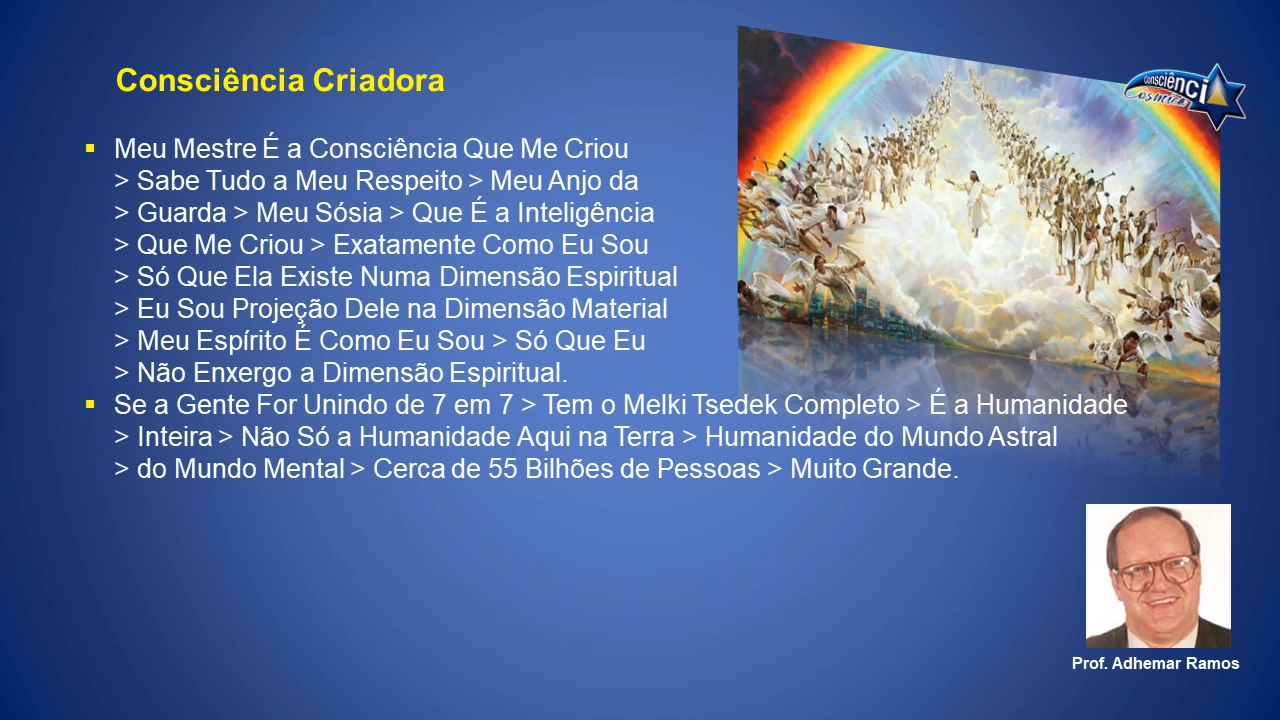 Consciência Criadora
consciênci
Cósmica
▪ Meu Mestre É a Consciência Que Me Criou
> Sabe Tudo a Meu Respeito > Meu Anjo da
> Guarda > Meu Sósia > Que É a Inteligência
> Que Me Criou > Exatamente Como Eu Sou
> Só Que Ela Existe Numa Dimensão Espiritual
> Eu Sou Projeção Dele na Dimensão Material
> Meu Espírito É Como Eu Sou > Só Que Eu
> Não Enxergo a Dimensão Espiritual.
▪ Se a Gente For Unindo de 7 em 7 > Tem o Melki Tsedek Completo > É a Humanidade
> Inteira > Não Só a Humanidade Aqui na Terra > Humanidade do Mundo Astral
> do Mundo Mental > Cerca de 55 Bilhões de Pessoas > Muito Grande.
Prof. Adhemar Ramos